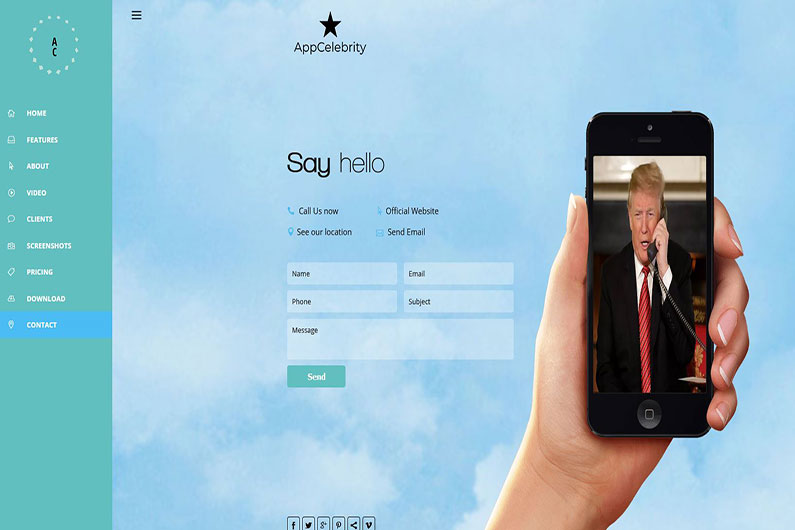 A
C
HOME
FEATURES
ABOUT
VIDEO
CLIENTS
SCREENSHOTS
PRICING
DOWNLOAD
CONTACT
AppCelebrity
Say hello
Call Us now Official Website
See our location Send Email
Name Email
Phone Subject
Message
Send